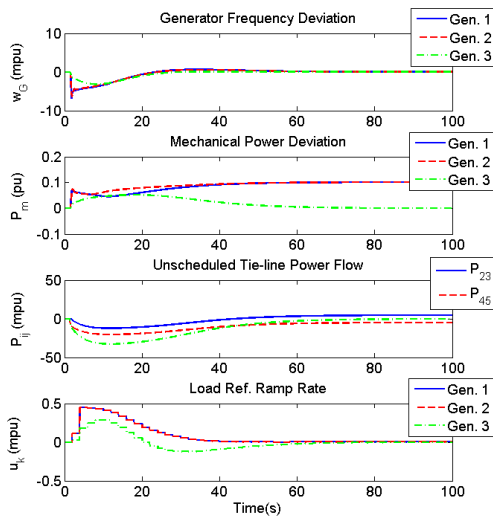 Generator Frequency Deviation
w_G (mpu)
10
0
-10
0 20 40 60 80 100
Gen. 1
Gen. 2
Gen. 3
Mechanical Power Deviation
P_m (pu)
0.2
0.1
0
-0.1
0 20 40 60 80 100
Gen. 1
Gen. 2
Gen. 3
Unscheduled Tie-line Power Flow
P_ij (mpu)
50
0
-50
0 20 40 60 80 100
P_23
P_45
Load Ref. Ramp Rate
u_k (mpu)
0.5
0
-0.5
0 20 40 60 80 100
Time(s)
Gen. 1
Gen. 2
Gen. 3